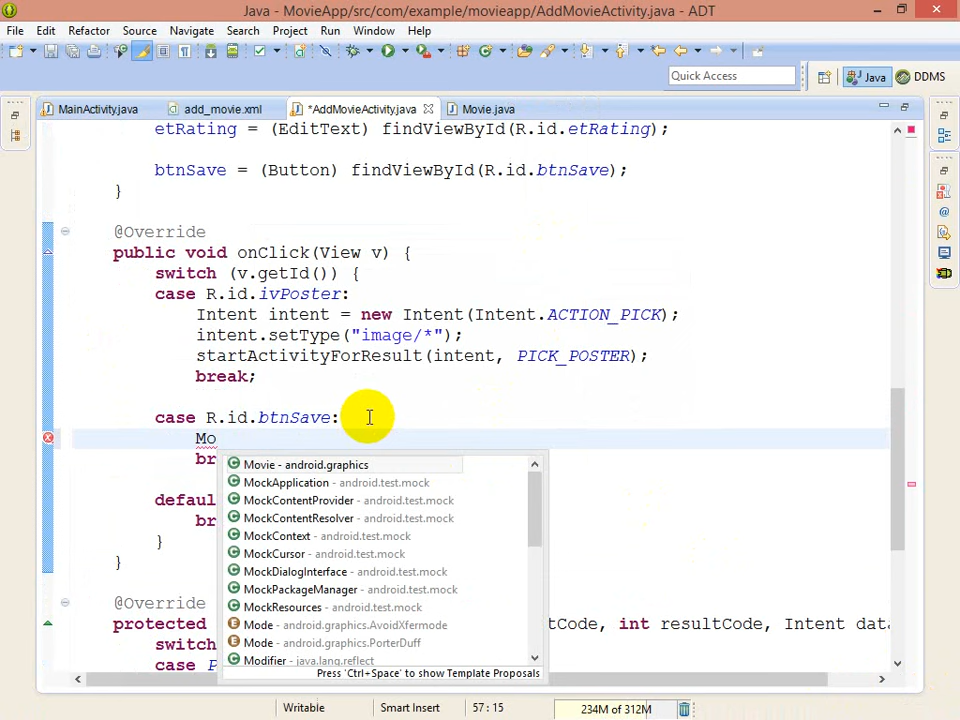 Java - MovieApp/src/com/example/movieapp/AddMovieActivity.java - ADT
File Edit Refactor Source Navigate Search Project Run Window Help
Quick Access Java DDMS
MainActivity.java add_movie.xml *AddMovieActivity.java Movie.java
etRating = (EditText) findViewById(R.id.etRating);
btnSave = (Button) findViewById(R.id.btnSave);
}
@Override
public void onClick(View v) {
switch (v.getId()) {
case R.id.ivPoster:
Intent intent = new Intent(Intent.ACTION_PICK);
intent.setType("image/*");
startActivityForResult(intent, PICK_POSTER);
break;
case R.id.btnSave:
Mo
br
Movie - android.graphics
MockApplication - android.test.mock
MockContentProvider - android.test.mock
MockContentResolver - android.test.mock
MockContext - android.test.mock
MockCursor - android.test.mock
MockDialogInterface - android.test.mock
MockPackageManager - android.test.mock
MockResources - android.test.mock
Mode - android.graphics.AvoidXfermode
Mode - android.graphics.PorterDuff
Modifier - java.lang.reflect
Press 'Ctrl+Space' to show Template Proposals
defaul
br
}
}
@Override
protected tCode, int resultCode, Intent data
switch
case P
Writable Smart Insert 57 : 15 234M of 312M